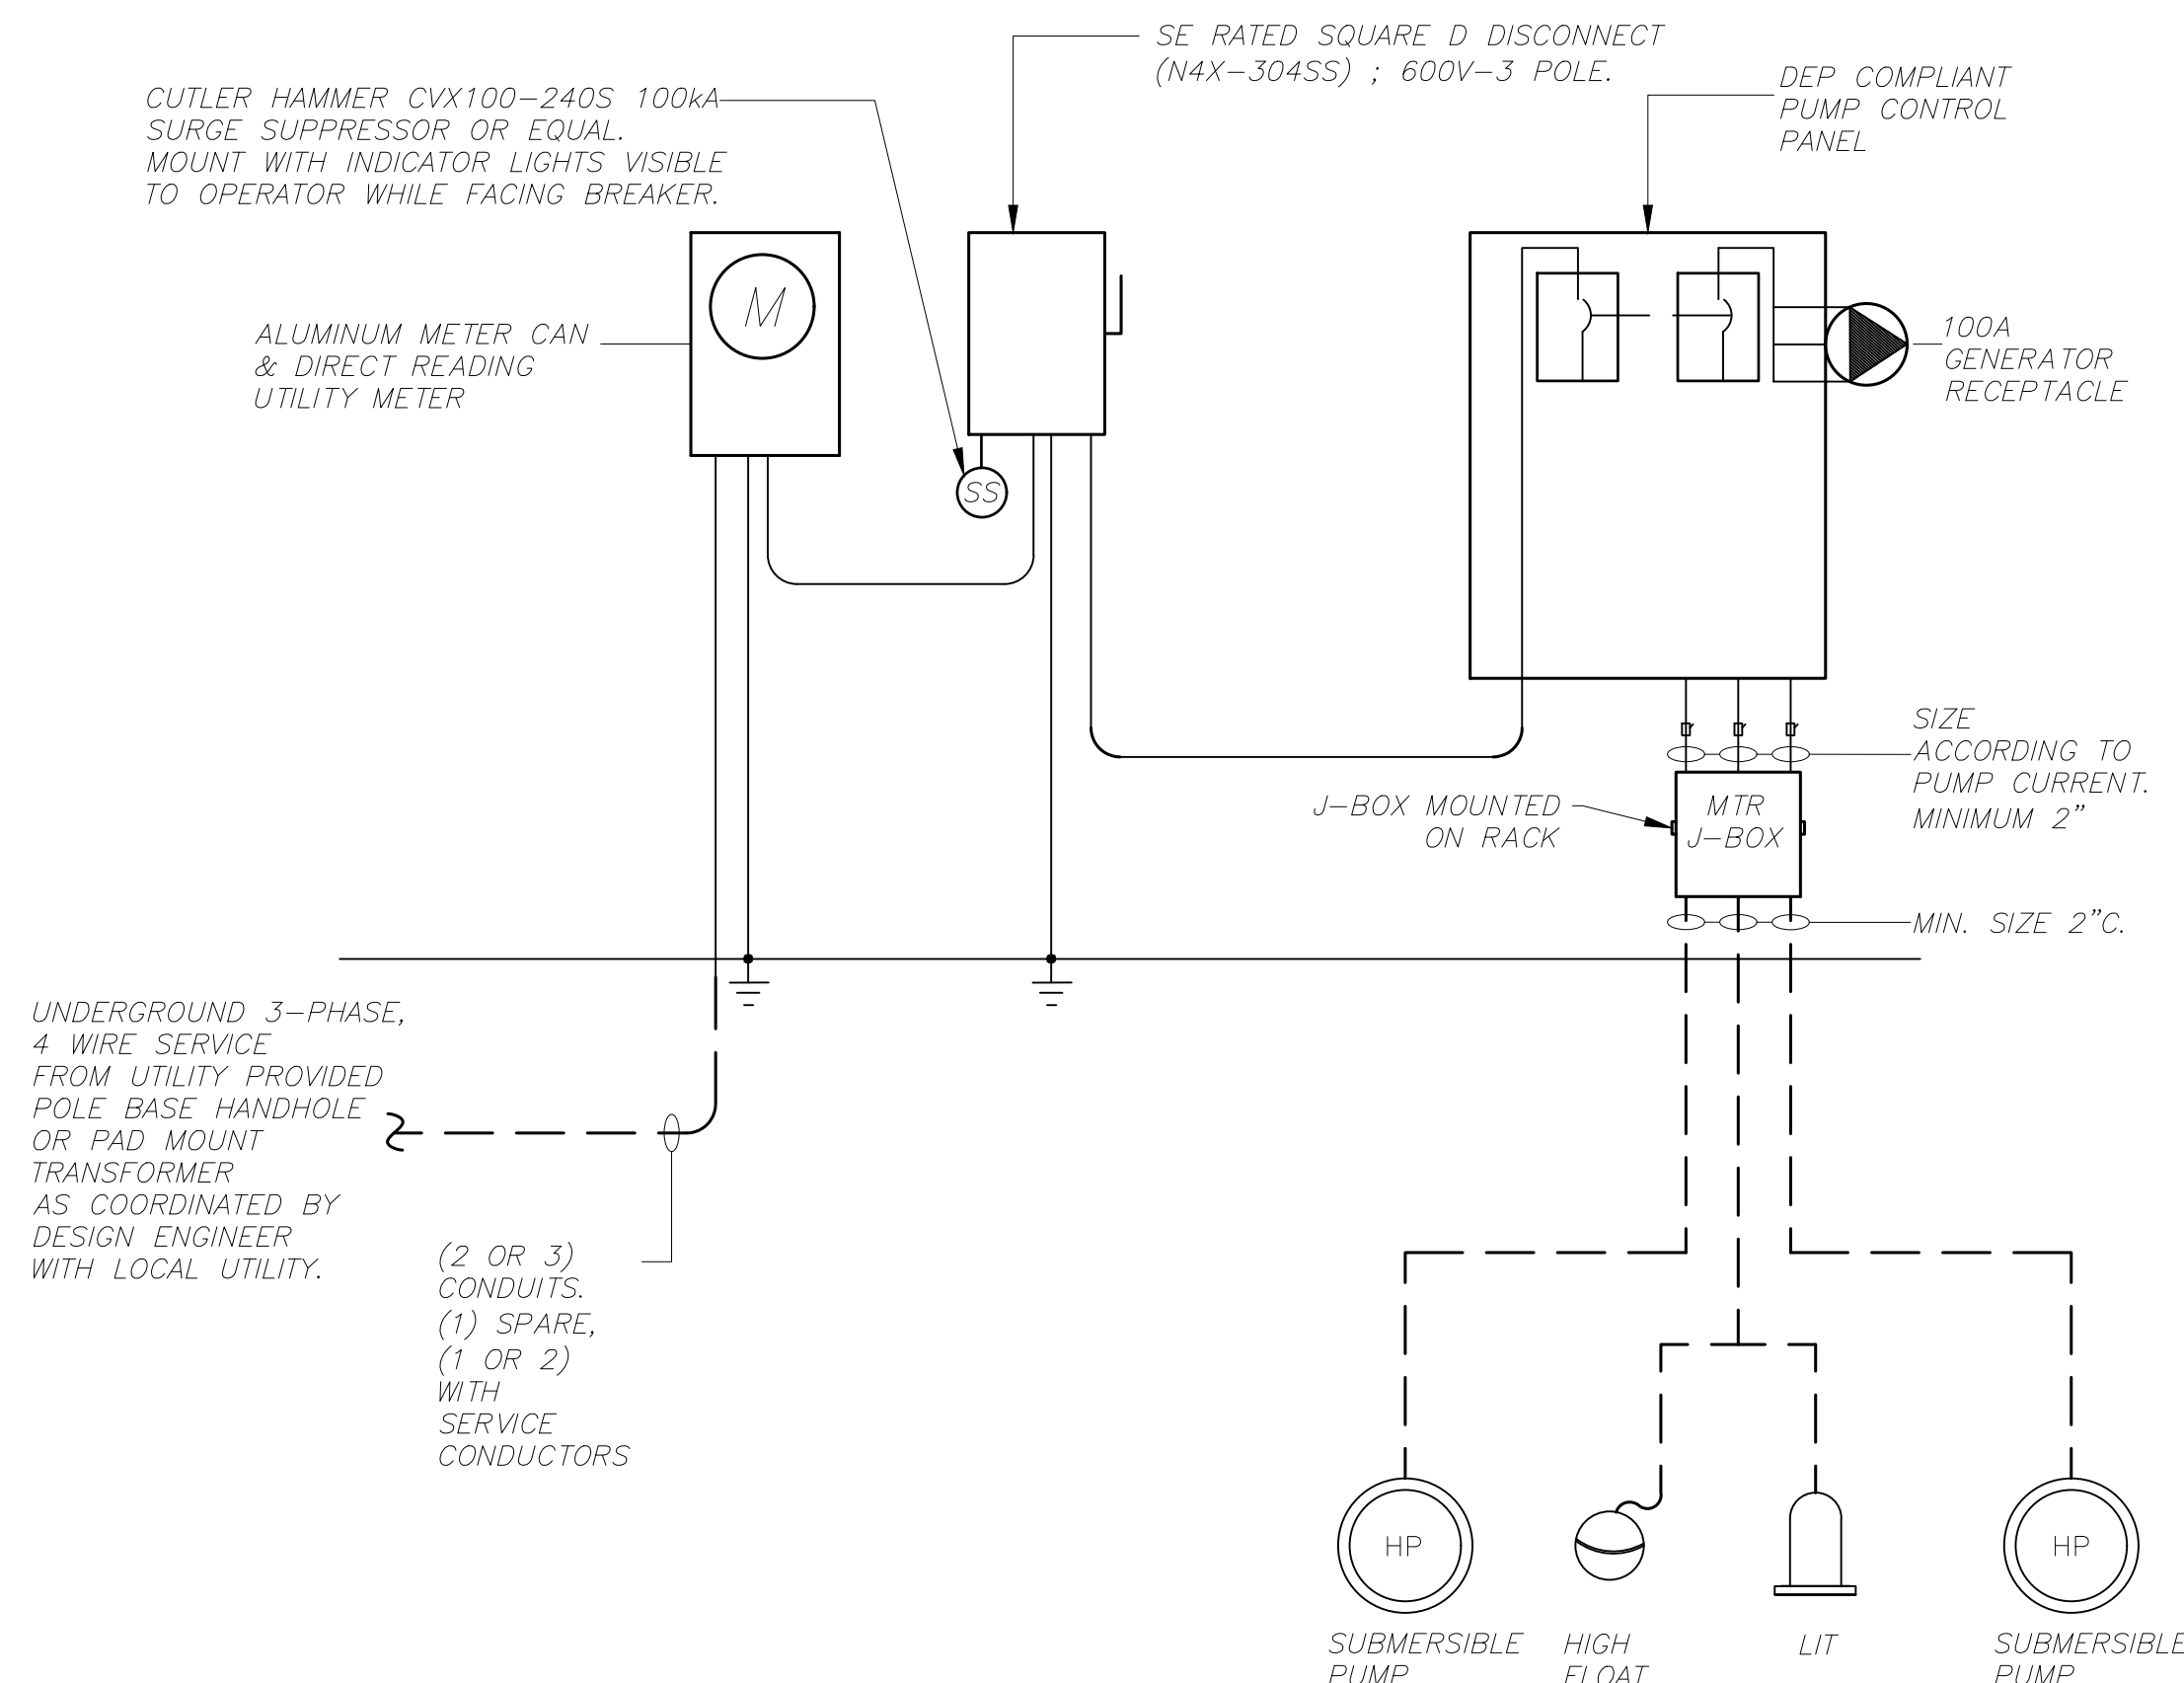 SE RATED SQUARE D DISCONNECT
(N4X-304SS) ; 600V-3 POLE.
DEP COMPLIANT
PUMP CONTROL
PANEL
CUTLER HAMMER CVX100-240S 100kA
SURGE SUPPRESSOR OR EQUAL.
MOUNT WITH INDICATOR LIGHTS VISIBLE
TO OPERATOR WHILE FACING BREAKER.
M
ALUMINUM METER CAN
& DIRECT READING
UTILITY METER
100A
GENERATOR
RECEPTACLE
SS
SIZE
ACCORDING TO
PUMP CURRENT.
MINIMUM 2"
J-BOX MOUNTED
ON RACK
MTR
J-BOX
MIN. SIZE 2"C.
UNDERGROUND 3-PHASE,
4 WIRE SERVICE
FROM UTILITY PROVIDED
POLE BASE HANDHOLE
OR PAD MOUNT
TRANSFORMER
AS COORDINATED BY
DESIGN ENGINEER
WITH LOCAL UTILITY.
(2 OR 3)
CONDUITS.
(1) SPARE,
(1 OR 2)
WITH
SERVICE
CONDUCTORS
HP
HP
SUBMERSIBLE
PUMP
HIGH
FLOAT
LIT
SUBMERSIBLE
PUMP